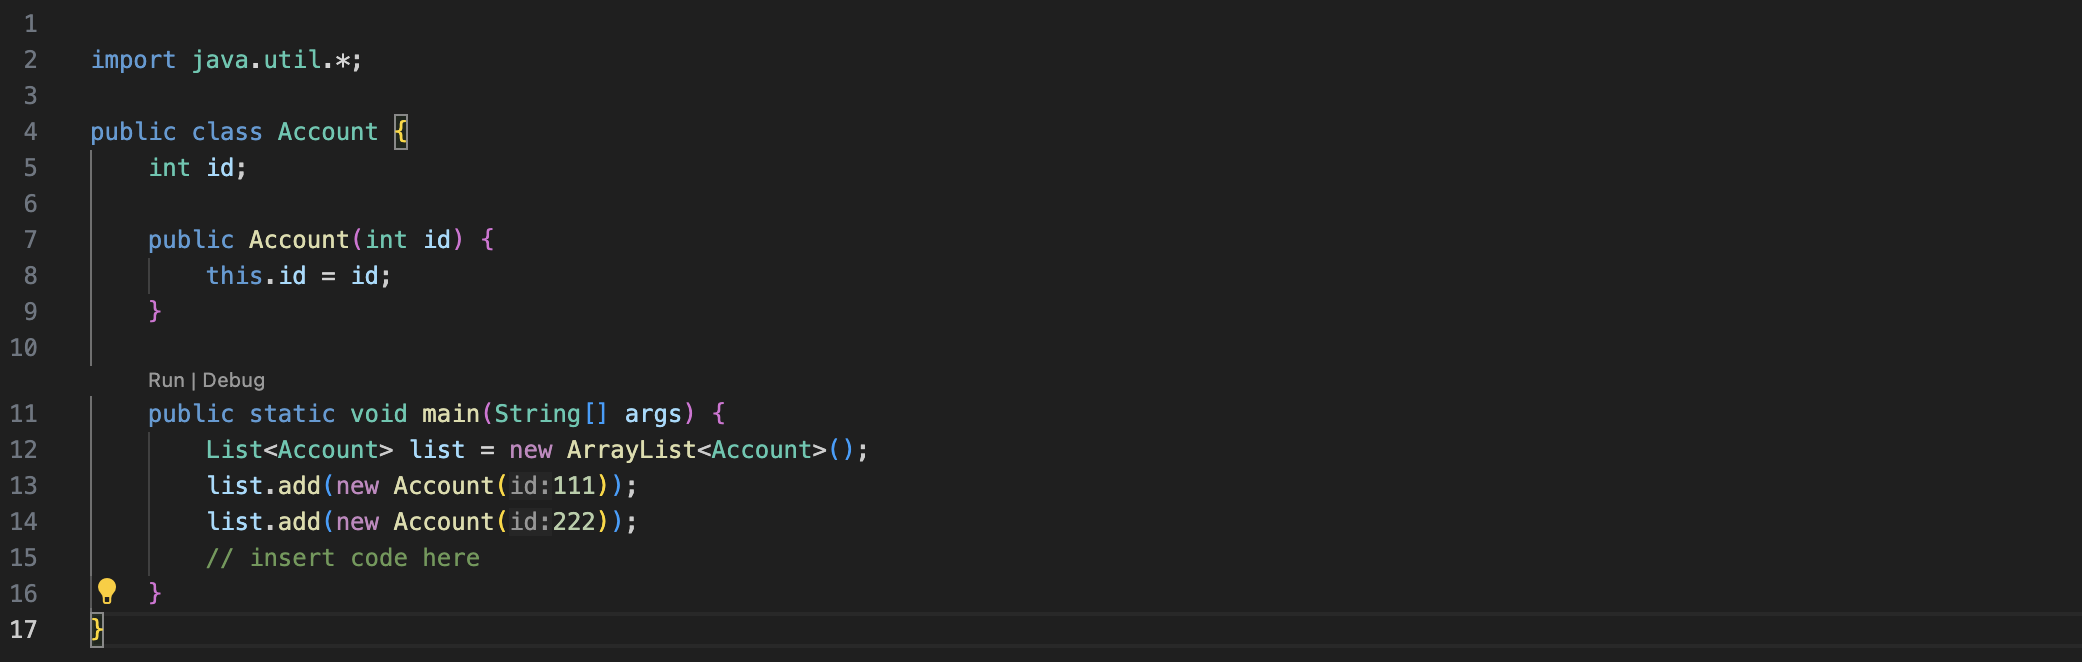 1
2 import java.util.*;
3
4 public class Account {
5 int id;
6
7 public Account(int id) {
8 this.id = id;
9 }
10
Run | Debug
11 public static void main(String[] args) {
12 List<Account> list = new ArrayList<Account>();
13 list.add(new Account(id:111));
14 list.add(new Account(id:222));
15 // insert code here
16 }
17 }